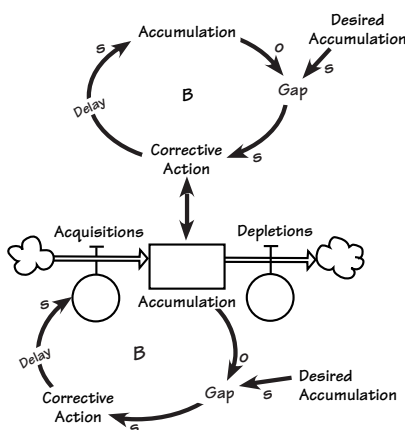 Desired
Accumulation
Accumulation
s
o
s
Gap
B
Delay
s
Corrective
Action
Acquisitions
Depletions
Accumulation
s
B
o
Delay
Desired
Accumulation
Gap
s
Corrective
Action
s